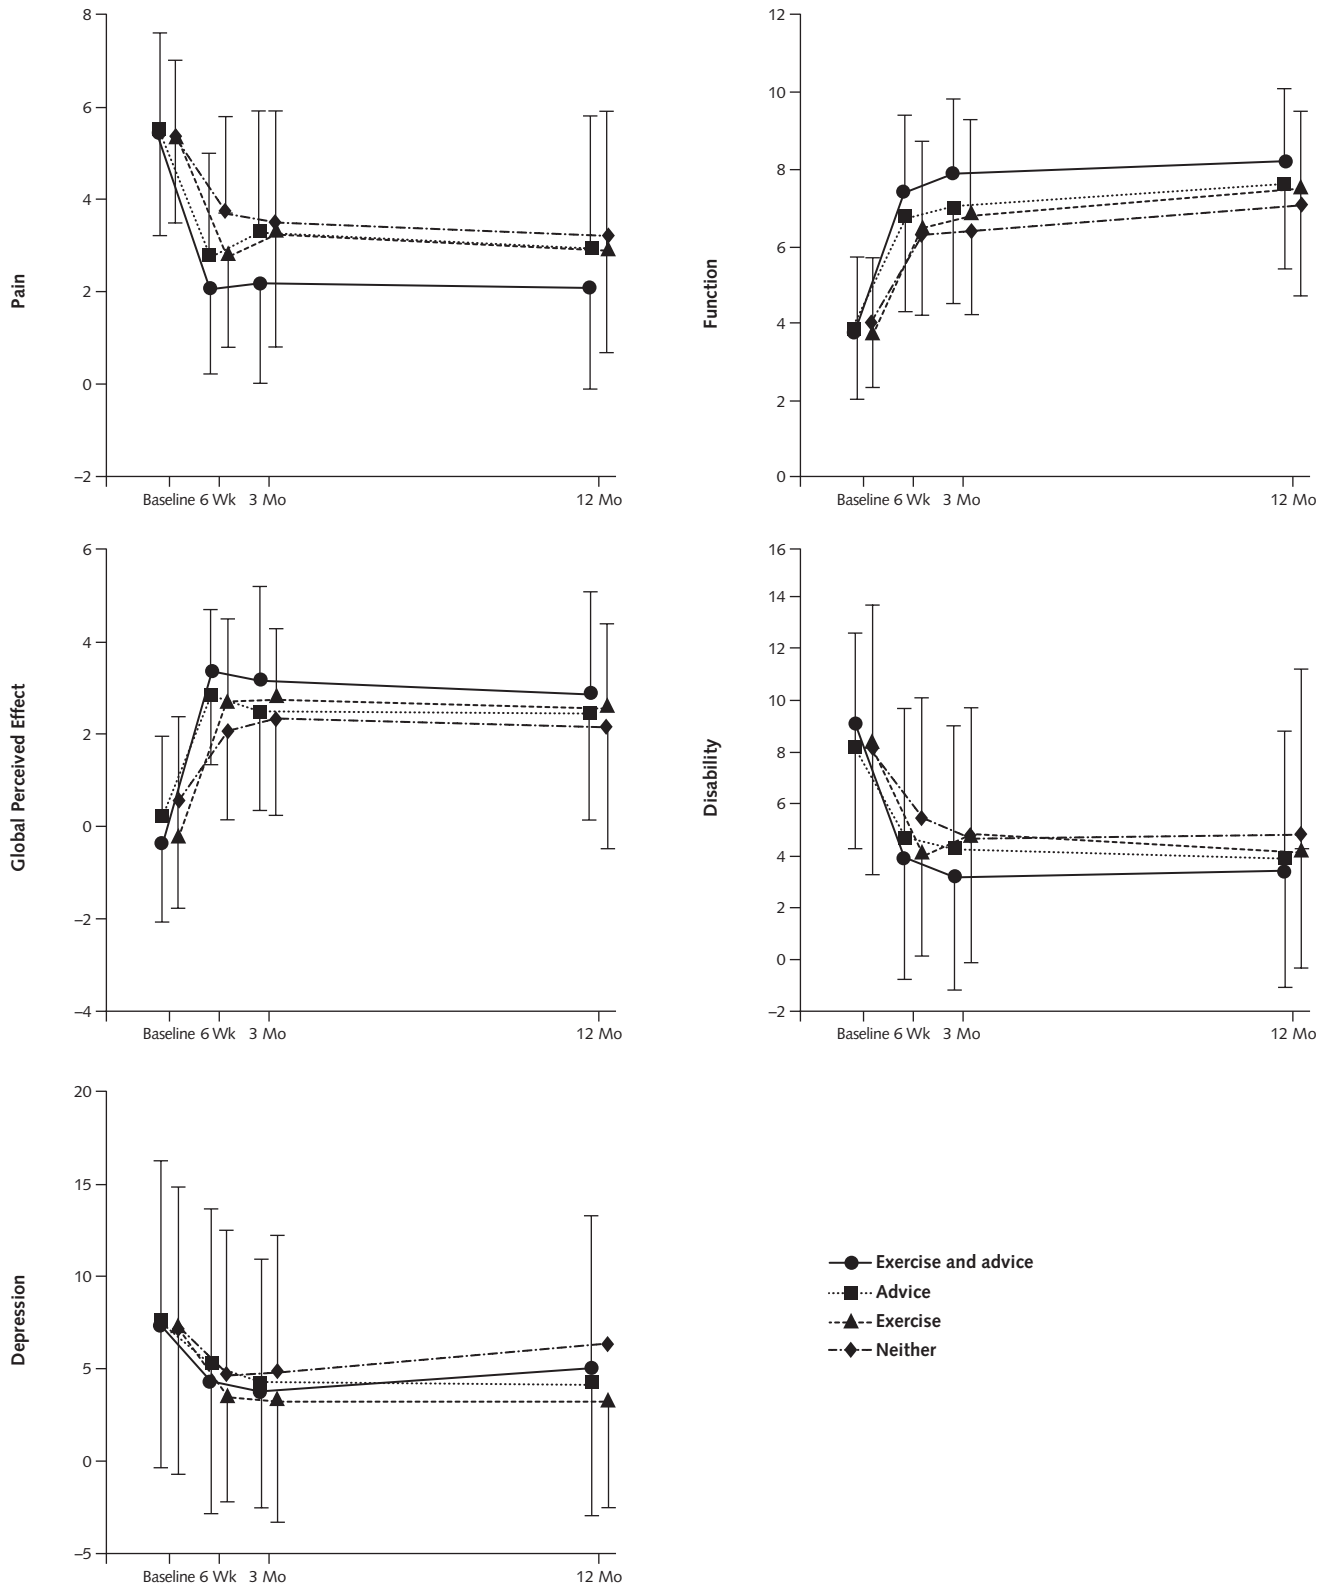 8
6
4
2
0
–2
Pain
Baseline 6 Wk 3 Mo 12 Mo
12
10
8
6
4
2
0
Function
Baseline 6 Wk 3 Mo 12 Mo
6
4
2
0
–2
–4
Global Perceived Effect
Baseline 6 Wk 3 Mo 12 Mo
16
14
12
10
8
6
4
2
0
–2
Disability
Baseline 6 Wk 3 Mo 12 Mo
20
15
10
5
0
–5
Depression
Baseline 6 Wk 3 Mo 12 Mo
Exercise and advice
Advice
Exercise
Neither